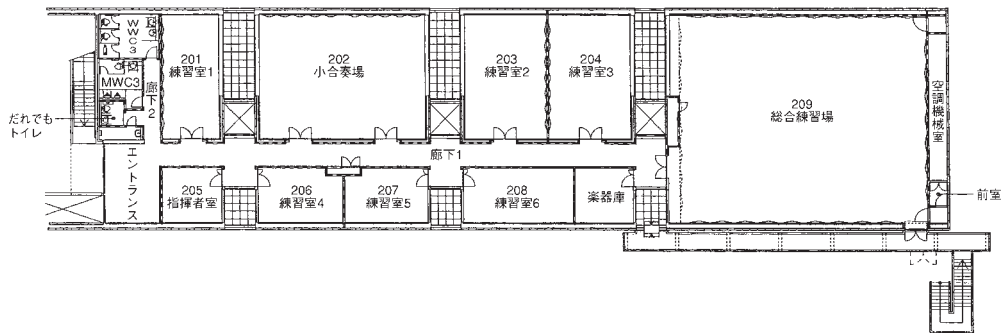 WWC3
MWC3
廊下2
だれでも
トイレ
エントランス
201
練習室1
202
小合奏場
203
練習室2
204
練習室3
209
総合練習場
空調機械室
前室
廊下1
205
指揮者室
206
練習室4
207
練習室5
208
練習室6
楽器庫